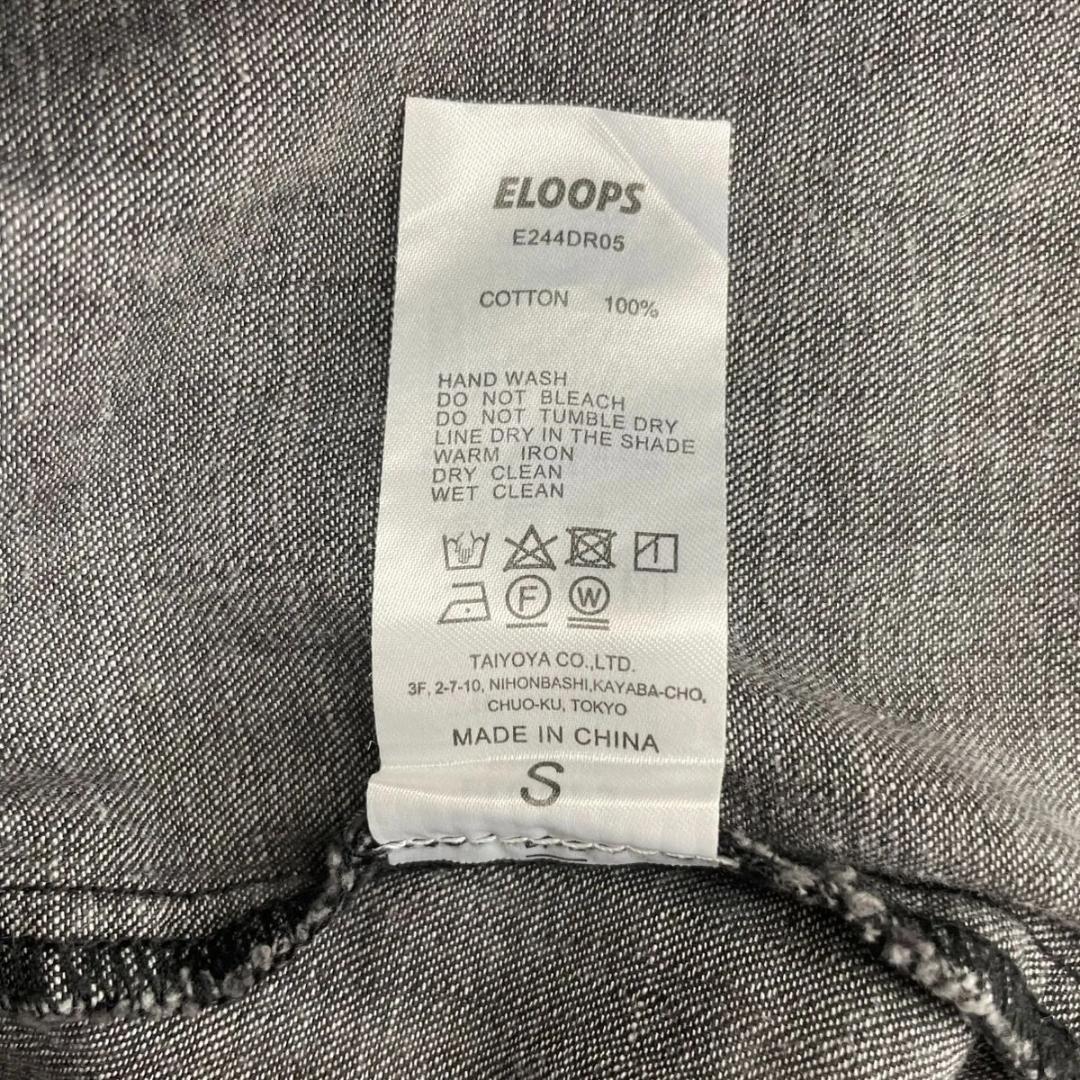 ELOOPS
E244DR05
COTTON 100%
HAND WASH
DO NOT BLEACH
DO NOT TUMBLE DRY
LINE DRY IN THE SHADE
WARM IRON
DRY CLEAN
WET CLEAN
F W
TAIYOYA CO.,LTD.
3F, 2-7-10, NIHONBASHI,KAYABA-CHO,
CHUO-KU, TOKYO
MADE IN CHINA
S